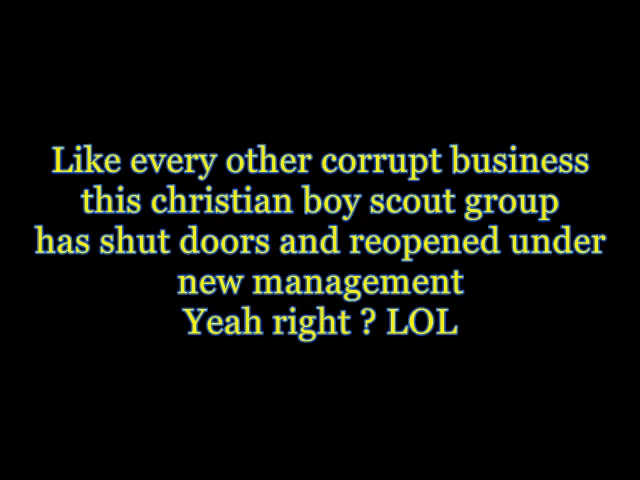 Like every other corrupt business
this christian boy scout group
has shut doors and reopened under
new management
Yeah right ? LOL